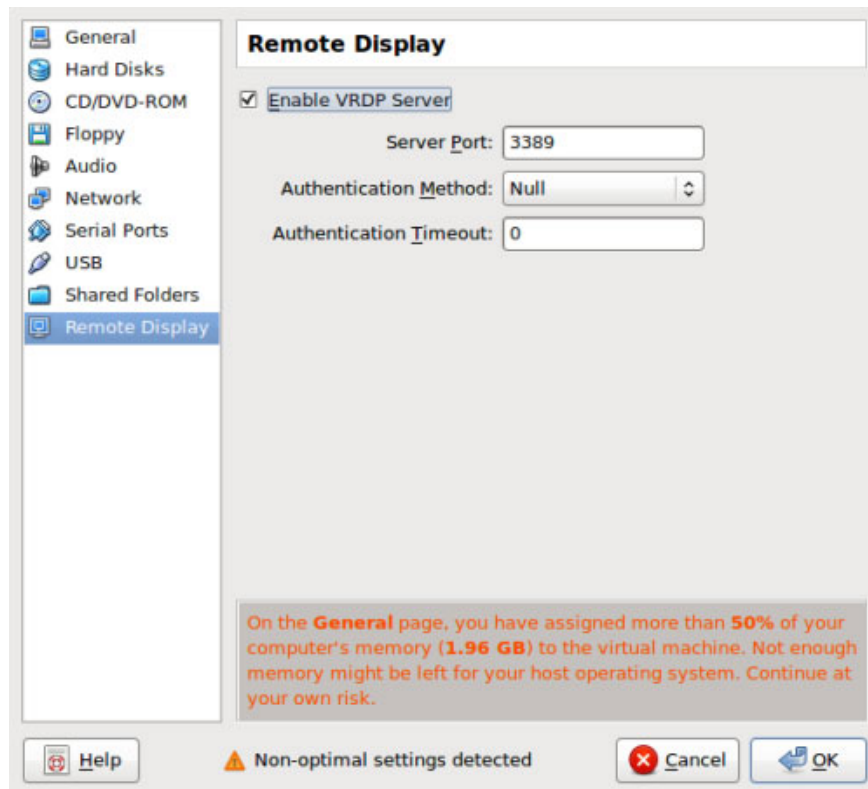 General
Hard Disks
CD/DVD-ROM
Floppy
Audio
Network
Serial Ports
USB
Shared Folders
Remote Display
Remote Display
Enable VRDP Server
Server Port: 3389
Authentication Method: Null
Authentication Timeout: 0
On the General page, you have assigned more than 50% of your
computer's memory (1.96 GB) to the virtual machine. Not enough
memory might be left for your host operating system. Continue at
your own risk.
Help
Non-optimal settings detected
Cancel
OK